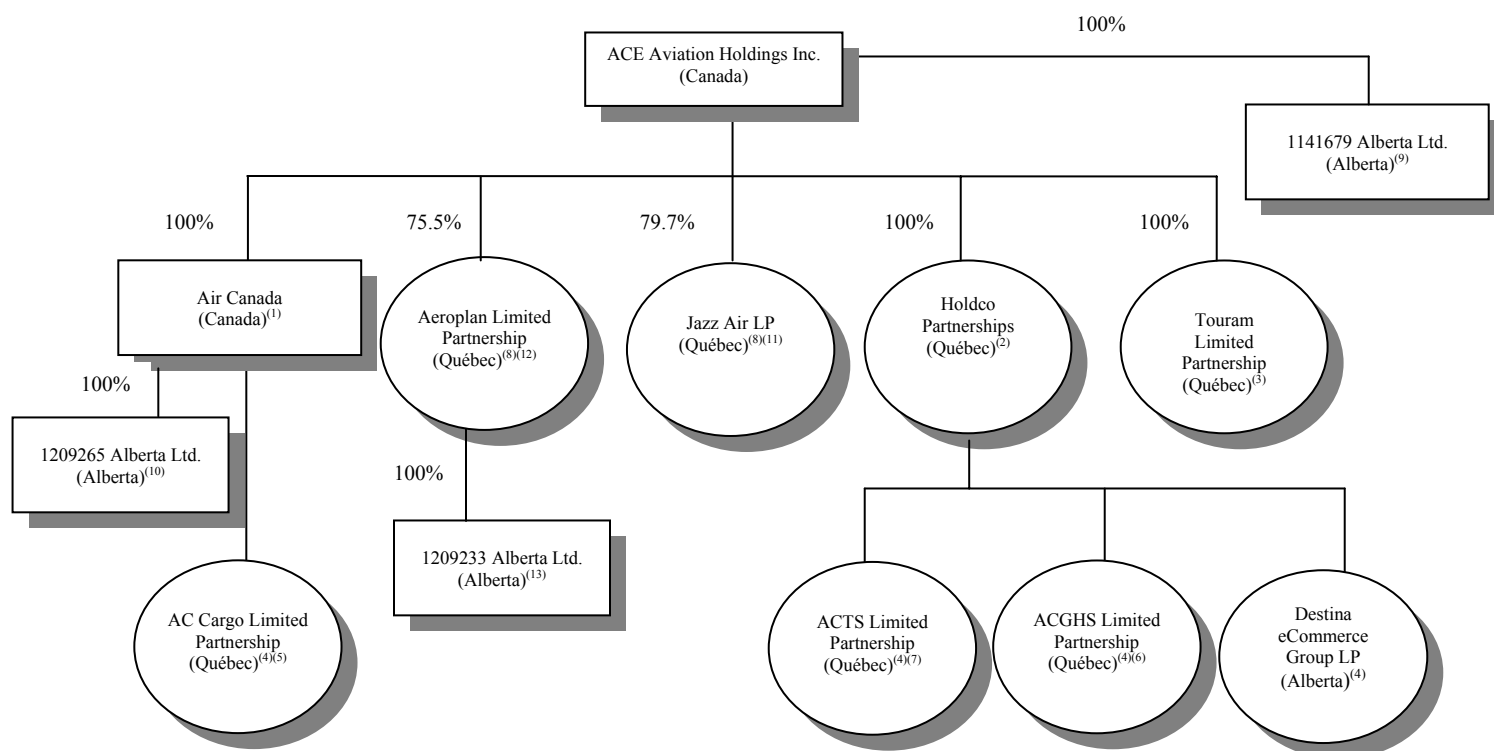 100%
ACE Aviation Holdings Inc.
(Canada)
1141679 Alberta Ltd.
(Alberta)(9)
100%
75.5%
79.7%
100%
100%
Air Canada
(Canada)(1)
Aeroplan Limited
Partnership
(Québec)(8)(12)
Jazz Air LP
(Québec)(8)(11)
Holdco
Partnerships
(Québec)(2)
Touram
Limited
Partnership
(Québec)(3)
100%
1209265 Alberta Ltd.
(Alberta)(10)
100%
1209233 Alberta Ltd.
(Alberta)(13)
AC Cargo Limited
Partnership
(Québec)(4)(5)
ACTS Limited
Partnership
(Québec)(4)(7)
ACGHS Limited
Partnership
(Québec)(4)(6)
Destina
eCommerce
Group LP
(Alberta)(4)